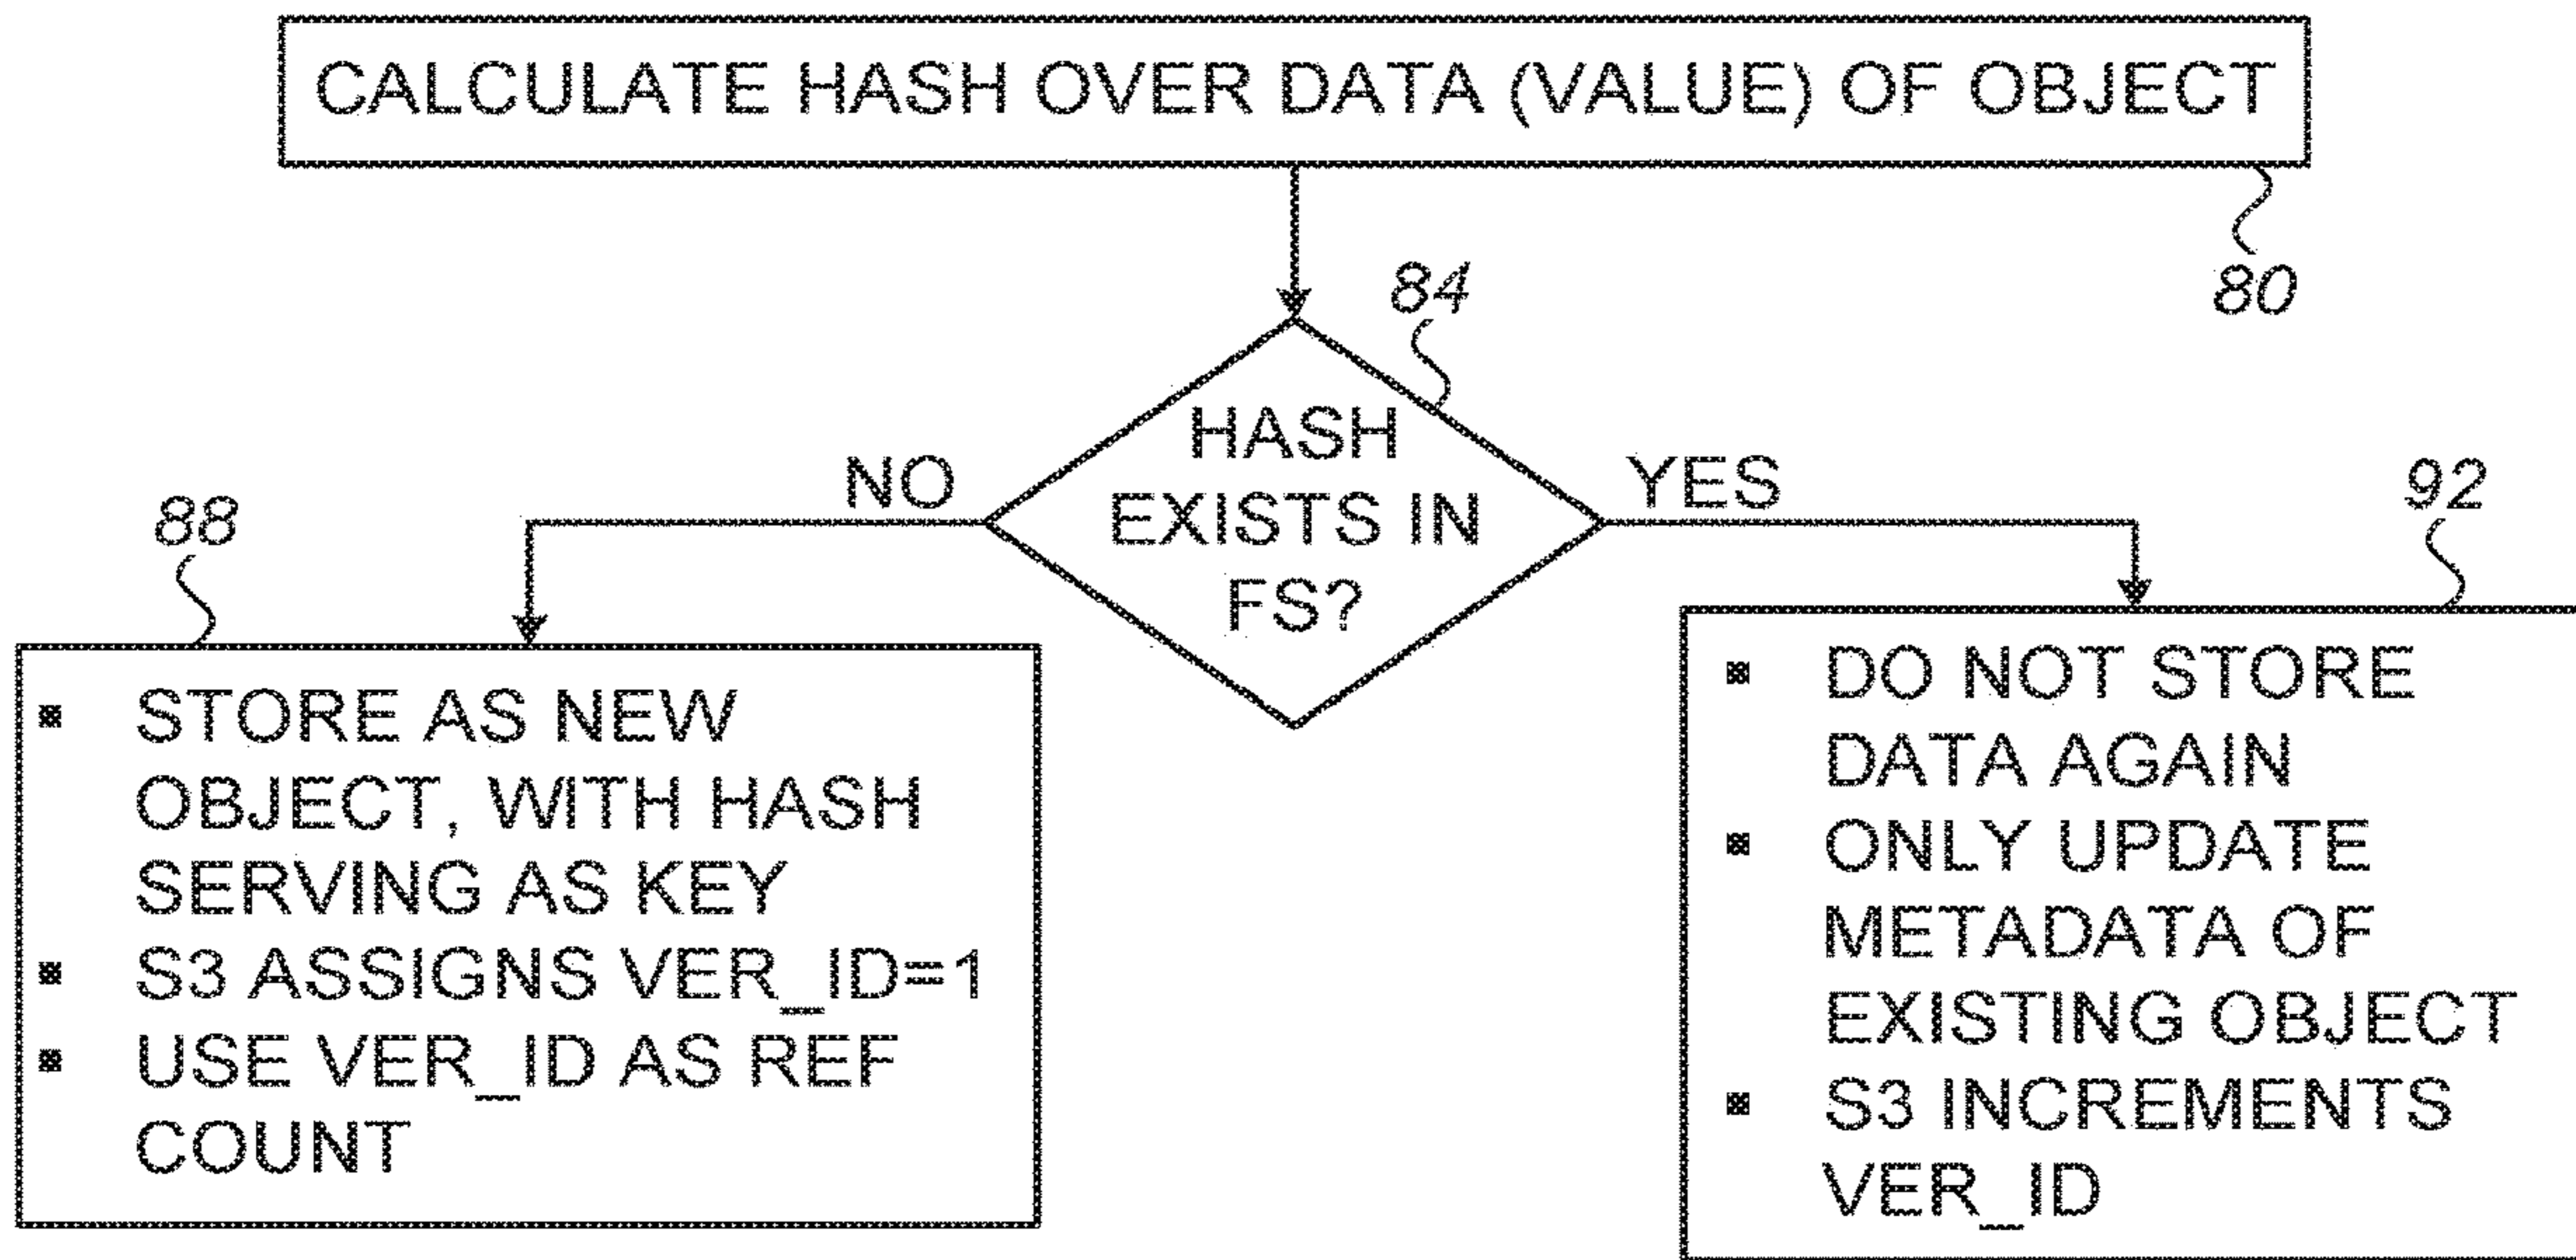 CALCULATE HASH OVER DATA (VALUE) OF OBJECT
80
84
HASH
EXISTS IN
FS?
NO
YES
88
▪ STORE AS NEW
OBJECT, WITH HASH
SERVING AS KEY
▪ S3 ASSIGNS VER_ID=1
▪ USE VER_ID AS REF
COUNT
92
▪ DO NOT STORE
DATA AGAIN
▪ ONLY UPDATE
METADATA OF
EXISTING OBJECT
▪ S3 INCREMENTS
VER_ID